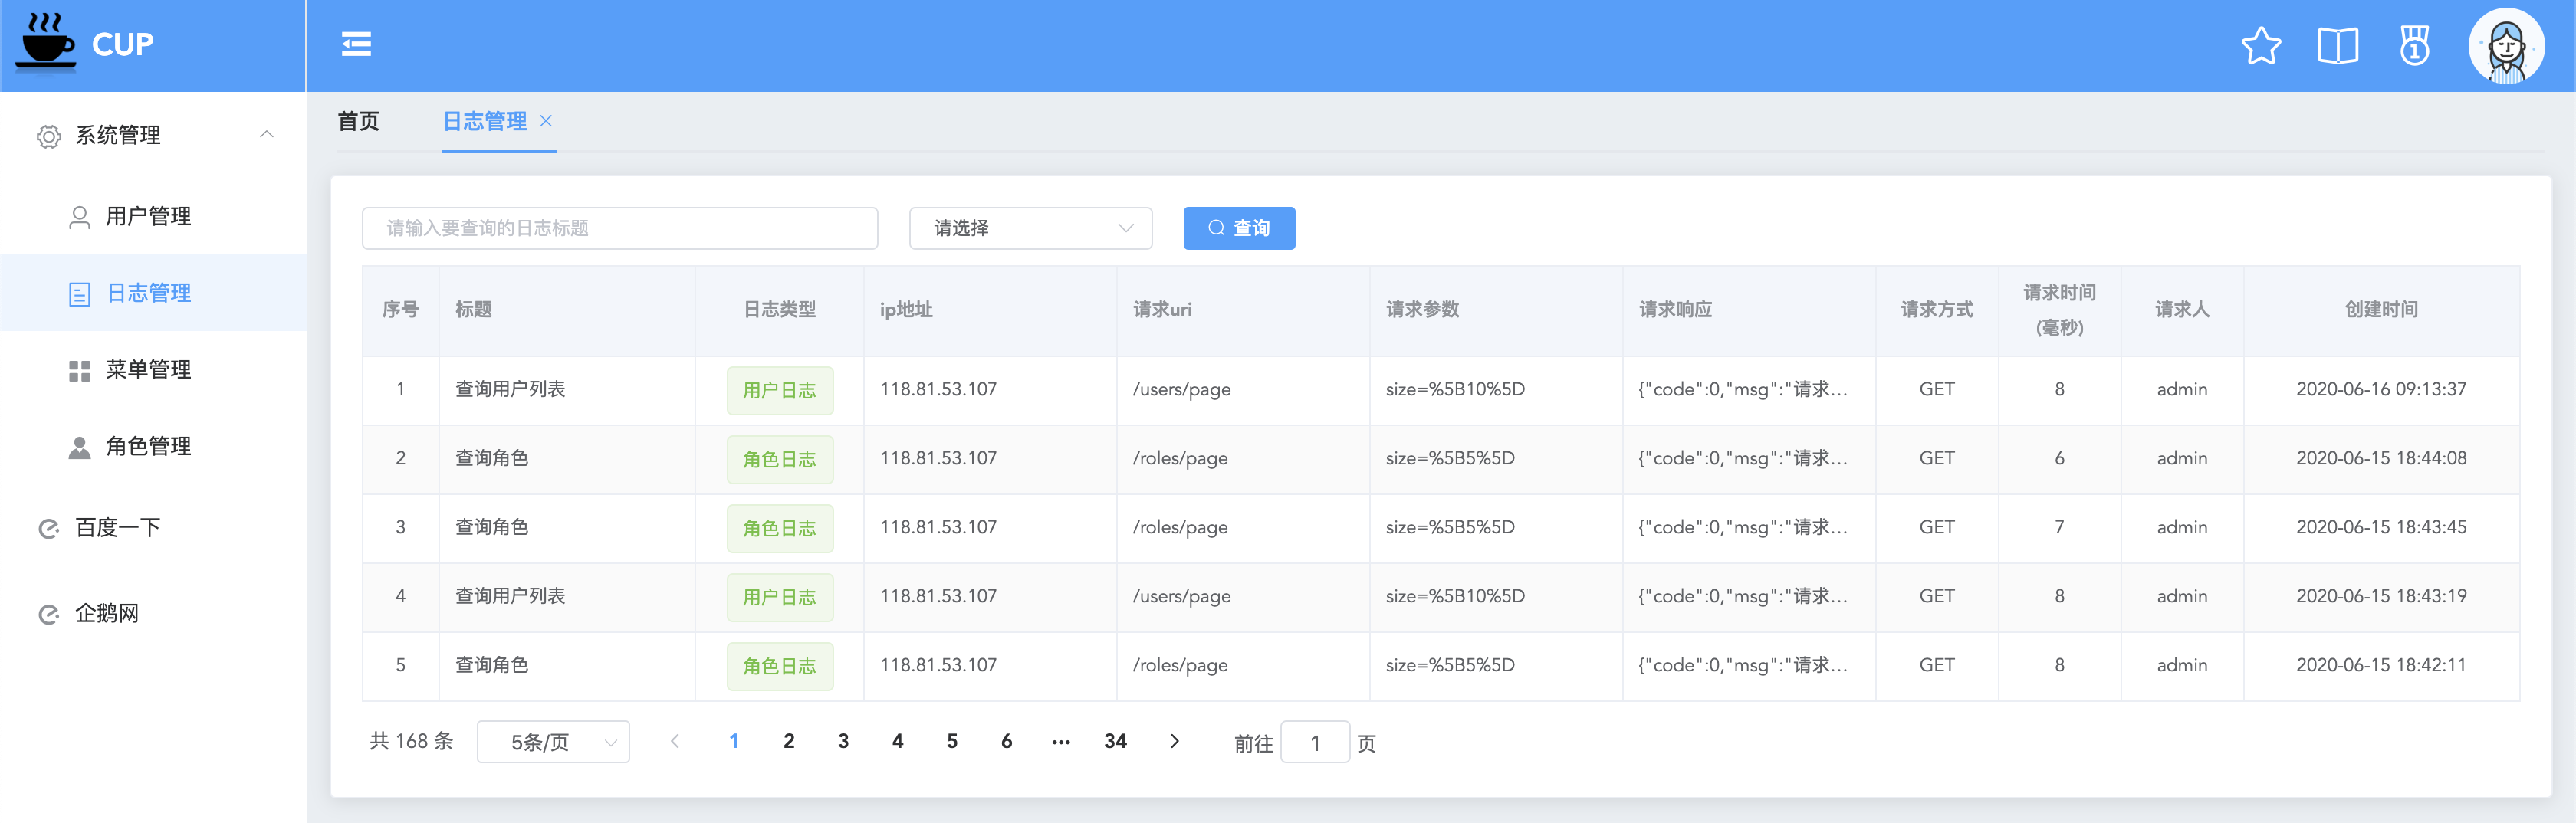 CUP
1
系统管理
用户管理
日志管理
菜单管理
角色管理
百度一下
企鹅网
首页 日志管理
请输入要查询的日志标题 请选择 查询
序号 标题 日志类型 ip地址 请求uri 请求参数 请求响应 请求方式 请求时间(毫秒) 请求人 创建时间
1 查询用户列表 用户日志 118.81.53.107 /users/page size=%5B10%5D {"code":0,"msg":"请求... GET 8 admin 2020-06-16 09:13:37
2 查询角色 角色日志 118.81.53.107 /roles/page size=%5B5%5D {"code":0,"msg":"请求... GET 6 admin 2020-06-15 18:44:08
3 查询角色 角色日志 118.81.53.107 /roles/page size=%5B5%5D {"code":0,"msg":"请求... GET 7 admin 2020-06-15 18:43:45
4 查询用户列表 用户日志 118.81.53.107 /users/page size=%5B10%5D {"code":0,"msg":"请求... GET 8 admin 2020-06-15 18:43:19
5 查询角色 角色日志 118.81.53.107 /roles/page size=%5B5%5D {"code":0,"msg":"请求... GET 8 admin 2020-06-15 18:42:11
共 168 条 5条/页 1 2 3 4 5 6 ... 34 前往 1 页